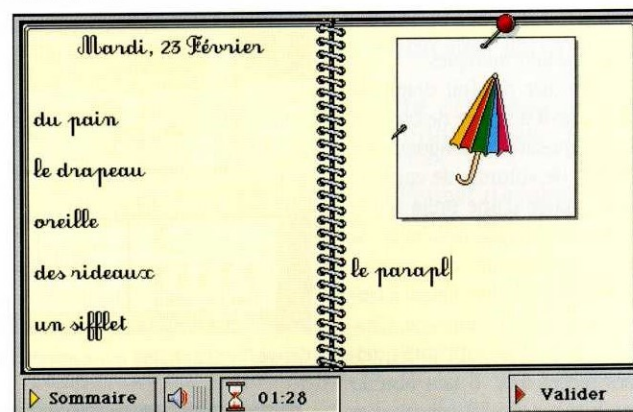 Mardi, 23 Février
du pain
le drapeau
oreille
des rideaux
un sifflet
le parapl
Sommaire
01:28
Valider